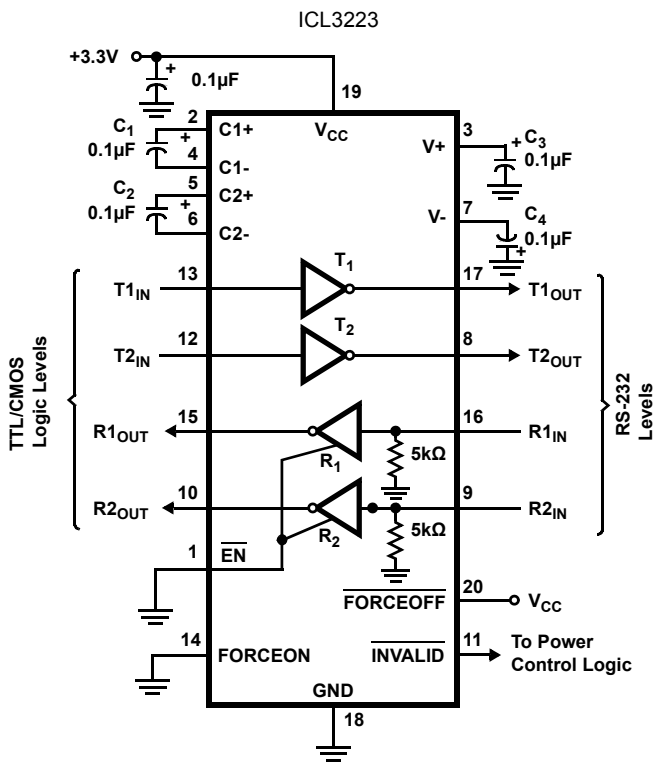 ICL3223
+3.3V
+
0.1µF
19
2
C1+
VCC
3
C1
0.1µF
+
4
C1-
V+
+
C3
0.1µF
C2
0.1µF
5
C2+
+
6
C2-
7
V-
C4
0.1µF
+
T1
T1IN
13
17
T1OUT
T2
T2IN
12
8
T2OUT
TTL/CMOS
Logic Levels
RS-232
Levels
R1OUT
15
16
R1IN
R1
5kΩ
R2OUT
10
9
R2IN
R2
5kΩ
1
EN
FORCEOFF
20
VCC
14
FORCEON
INVALID
11
To Power
Control Logic
GND
18